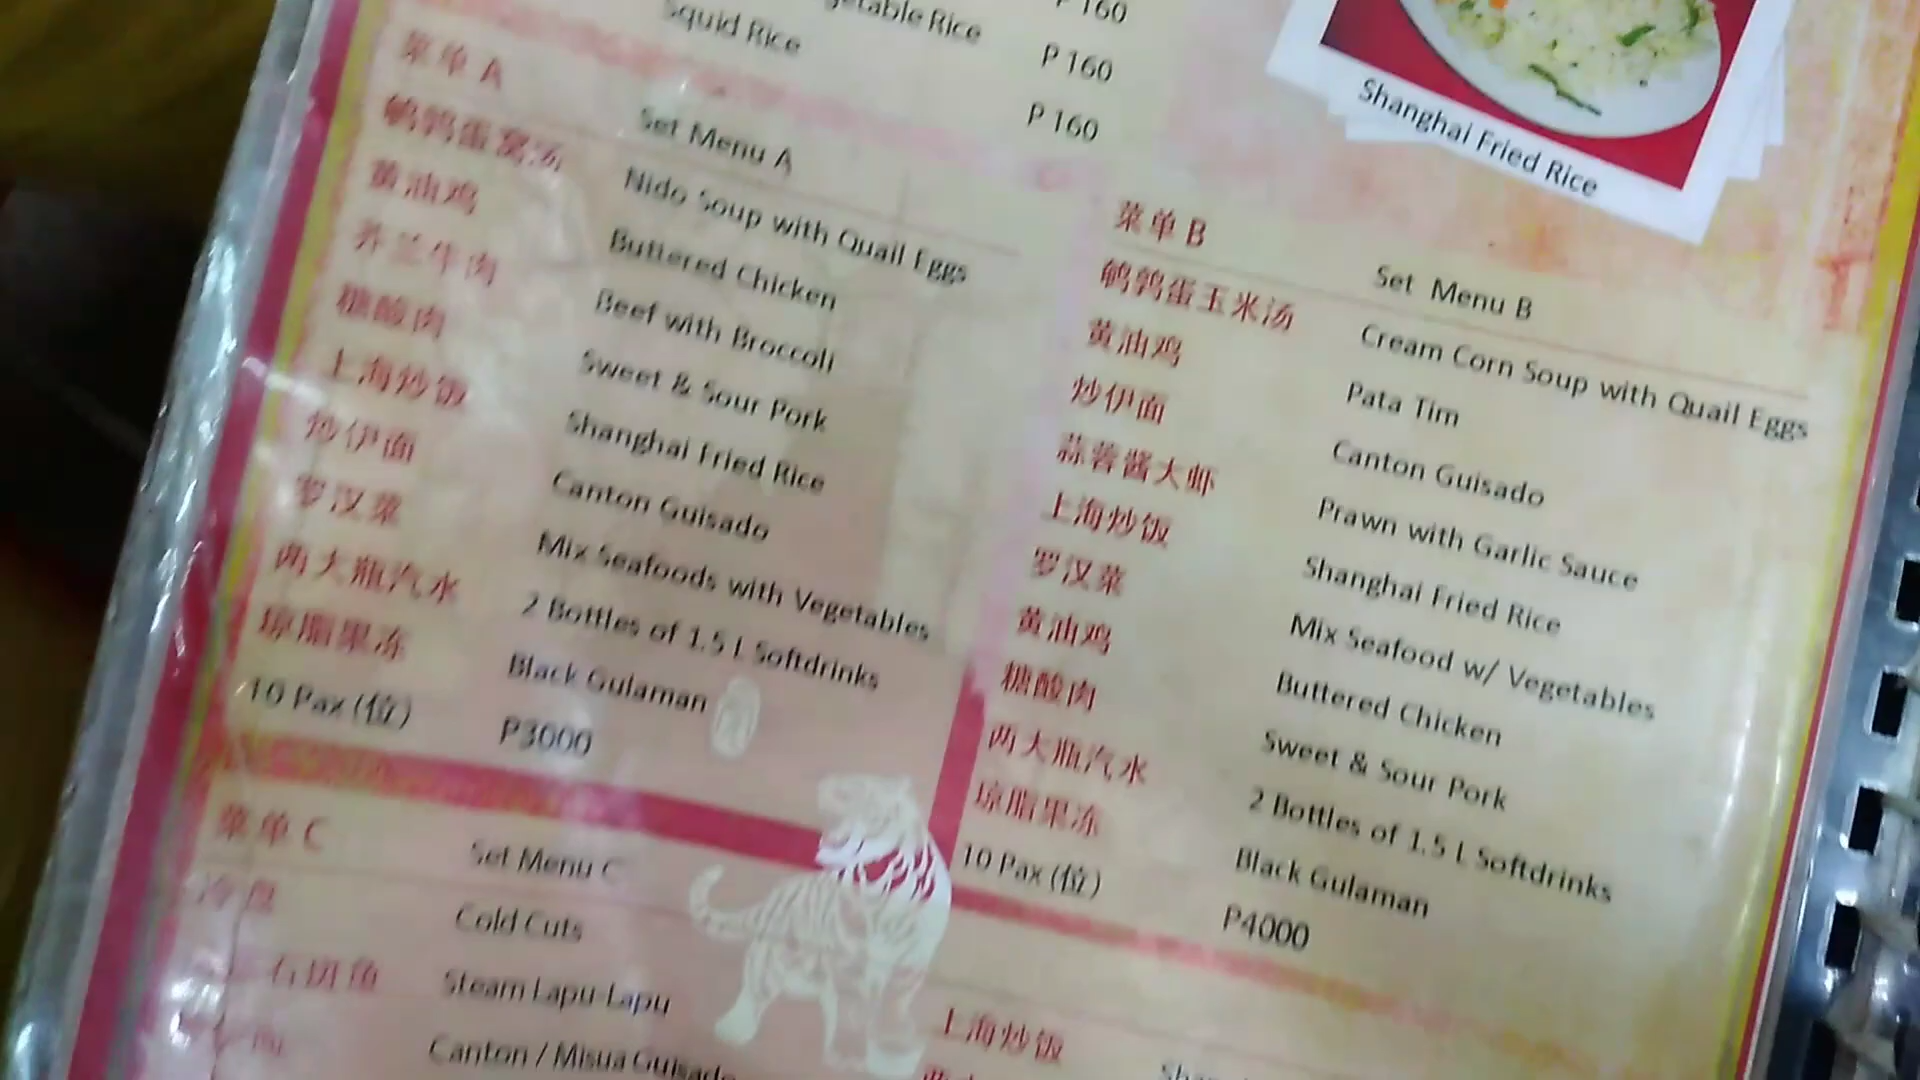 getable Rice P 160
Squid Rice P 160
P 160
Shanghai Fried Rice
菜单 A
Set Menu A
鹌鹑蛋窝汤 Nido Soup with Quail Eggs
黄油鸡 Buttered Chicken
芥兰牛肉 Beef with Broccoli
糖酸肉 Sweet & Sour Pork
上海炒饭 Shanghai Fried Rice
炒伊面 Canton Guisado
罗汉菜 Mix Seafoods with Vegetables
两大瓶汽水 2 Bottles of 1.5 L Softdrinks
琼脂果冻 Black Gulaman
10 Pax (位) P3000
菜单 B
Set Menu B
鹌鹑蛋玉米汤 Cream Corn Soup with Quail Eggs
黄油鸡 Pata Tim
炒伊面 Canton Guisado
蒜蓉酱大虾 Prawn with Garlic Sauce
上海炒饭 Shanghai Fried Rice
罗汉菜 Mix Seafood w/ Vegetables
黄油鸡 Buttered Chicken
糖酸肉 Sweet & Sour Pork
两大瓶汽水 2 Bottles of 1.5 L Softdrinks
琼脂果冻 Black Gulaman
10 Pax (位) P4000
菜单 C
Set Menu C
冷盘 Cold Cuts
石斑鱼 Steam Lapu-Lapu
Canton / Misua Guisado
上海炒饭